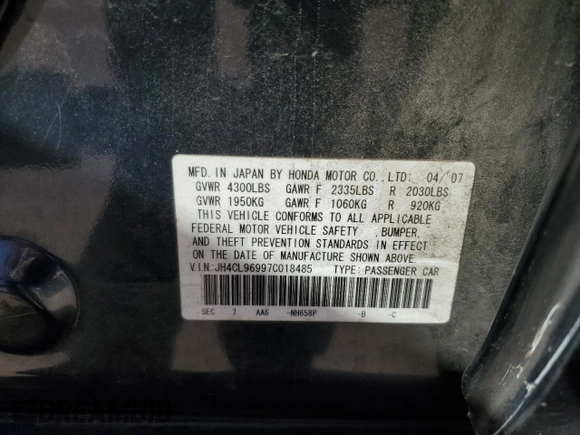 MFD. IN JAPAN BY HONDA MOTOR CO., LTD: 04/07
GVWR 4300LBS GAWR F 2335LBS R 2030LBS
GVWR 1950KG GAWR F 1060KG R 920KG
THIS VEHICLE CONFORMS TO ALL APPLICABLE
FEDERAL MOTOR VEHICLE SAFETY ,BUMPER,
AND THEFT PREVENTION STANDARDS IN EFFECT
ON THE DATE OF MANUFACTURE SHOWN ABOVE.
V.I.N:JH4CL96997C018485 TYPE: PASSENGER CAR
SEC 7 AA6 -NH658P -B -C
DREAMBID